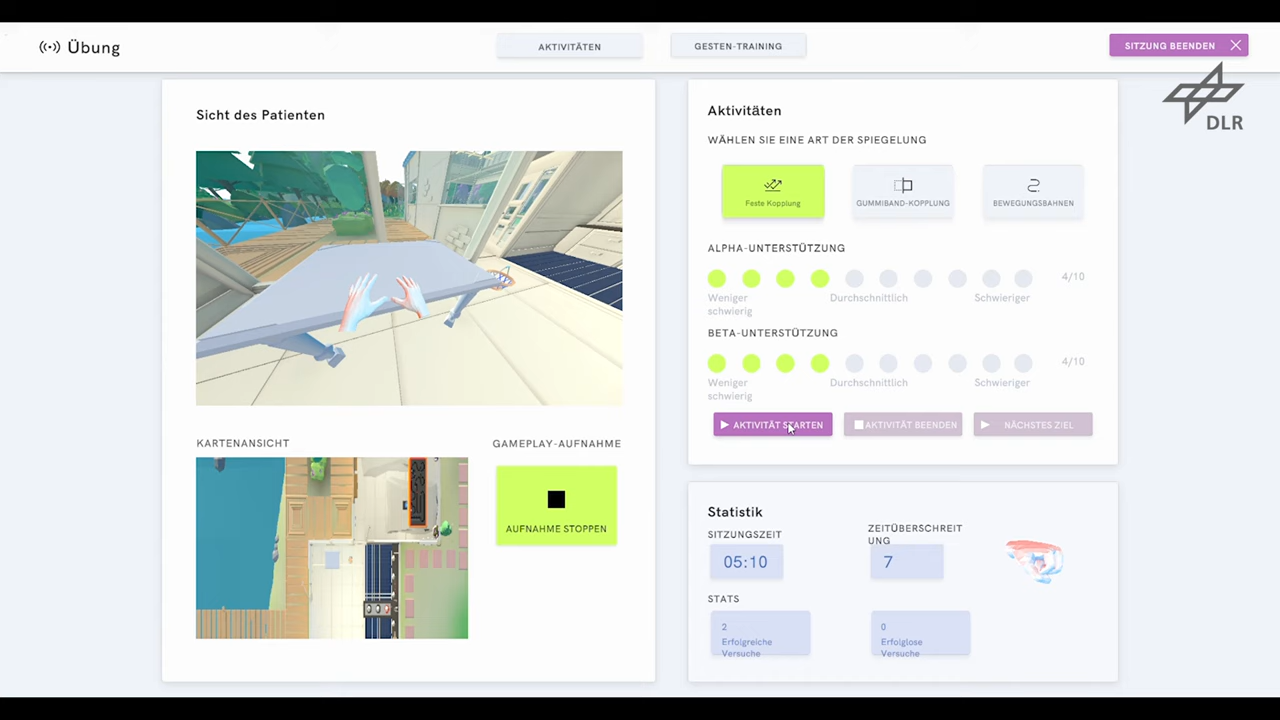 Übung
AKTIVITÄTEN
GESTEN-TRAINING
SITZUNG BEENDEN
DLR
Sicht des Patienten
KARTENANSICHT
GAMEPLAY-AUFNAHME
AUFNAHME STOPPEN
Aktivitäten
WÄHLEN SIE EINE ART DER SPIEGELUNG
Feste Kopplung
GUMMIBAND-KOPPLUNG
BEWEGUNGSBAHNEN
ALPHA-UNTERSTÜTZUNG
4/10
Weniger
schwierig
Durchschnittlich
Schwieriger
BETA-UNTERSTÜTZUNG
4/10
Weniger
schwierig
Durchschnittlich
Schwieriger
AKTIVITÄT STARTEN
AKTIVITÄT BEENDEN
NÄCHSTES ZIEL
Statistik
SITZUNGSZEIT
05:10
ZEITÜBERSCHREIT
UNG
7
STATS
2
Erfolgreiche
Versuche
0
Erfolglose
Versuche